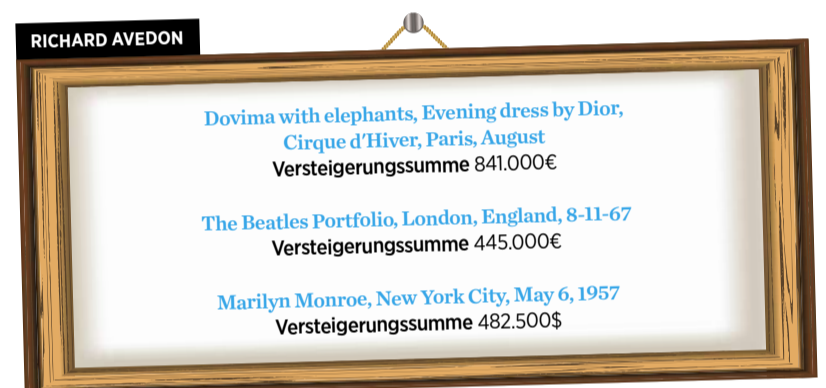 RICHARD AVEDON
Dovima with elephants, Evening dress by Dior,
Cirque d'Hiver, Paris, August
Versteigerungssumme 841.000€
The Beatles Portfolio, London, England, 8-11-67
Versteigerungssumme 445.000€
Marilyn Monroe, New York City, May 6, 1957
Versteigerungssumme 482.500$